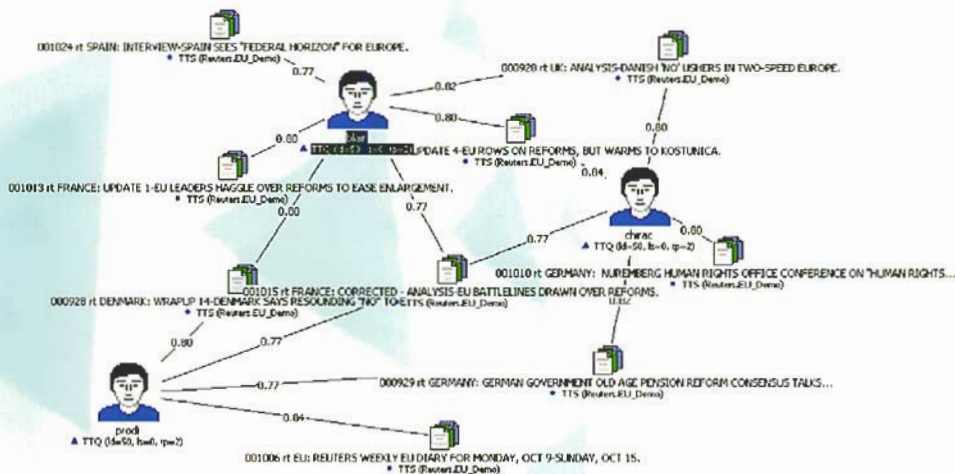 001024 rt SPAIN: INTERVIEW-SPAIN SEES "FEDERAL HORIZON" FOR EUROPE.
TTS (Reuters.EU_Demo)
0.77
0.82
000928 rt UK: ANALYSIS-DANISH 'NO' USHERS IN TWO-SPEED EUROPE.
TTS (Reuters.EU_Demo)
0.80
0.80
0.80
blair
UPDATE 4-EU ROWS ON REFORMS, BUT WARMS TO KOSTUNICA.
TTS (Reuters.EU_Demo)
0.84
001013 rt FRANCE: UPDATE 1-EU LEADERS HAGGLE OVER REFORMS TO EASE ENLARGEMENT.
TTS (Reuters.EU_Demo)
0.77
chirac
TTQ (ld=50, ls=0, rp=2)
0.80
0.77
001010 rt GERMANY: NUREMBERG HUMAN RIGHTS OFFICE CONFERENCE ON "HUMAN RIGHTS...
TTS (Reuters.EU_Demo)
001015 rt FRANCE: CORRECTED - ANALYSIS-EU BATTLELINES DRAWN OVER REFORMS.
TTS (Reuters.EU_Demo)
0.82
000928 rt DENMARK: WRAPUP 14-DENMARK SAYS RESOUNDING "NO" TO
TTS (Reuters.EU_Demo)
0.80
0.77
0.77
000929 rt GERMANY: GERMAN GOVERNMENT OLD AGE PENSION REFORM CONSENSUS TALKS...
TTS (Reuters.EU_Demo)
prodi
TTQ (ld=50, ls=0, rp=2)
0.84
001006 rt EU: REUTERS WEEKLY EU DIARY FOR MONDAY, OCT 9-SUNDAY, OCT 15.
TTS (Reuters.EU_Demo)